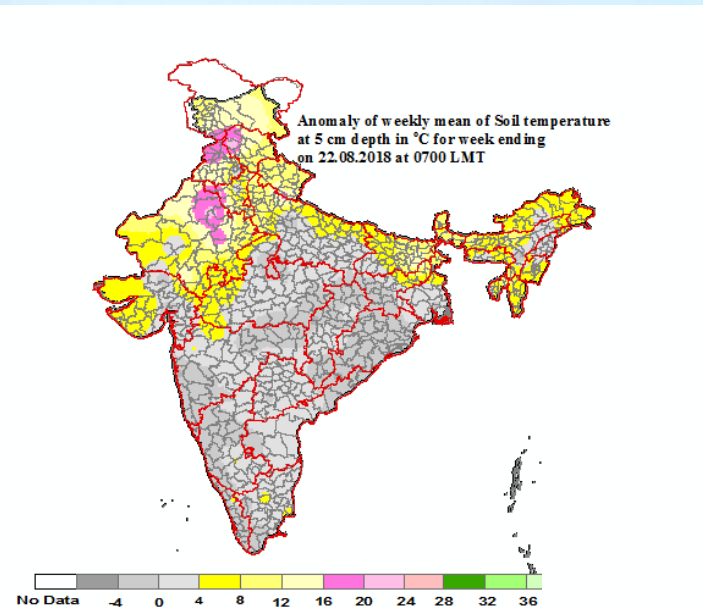 Anomaly of weekly mean of Soil temperature
at 5 cm depth in °C for week ending
on 22.08.2018 at 0700 LMT
No Data -4 0 4 8 12 16 20 24 28 32 36